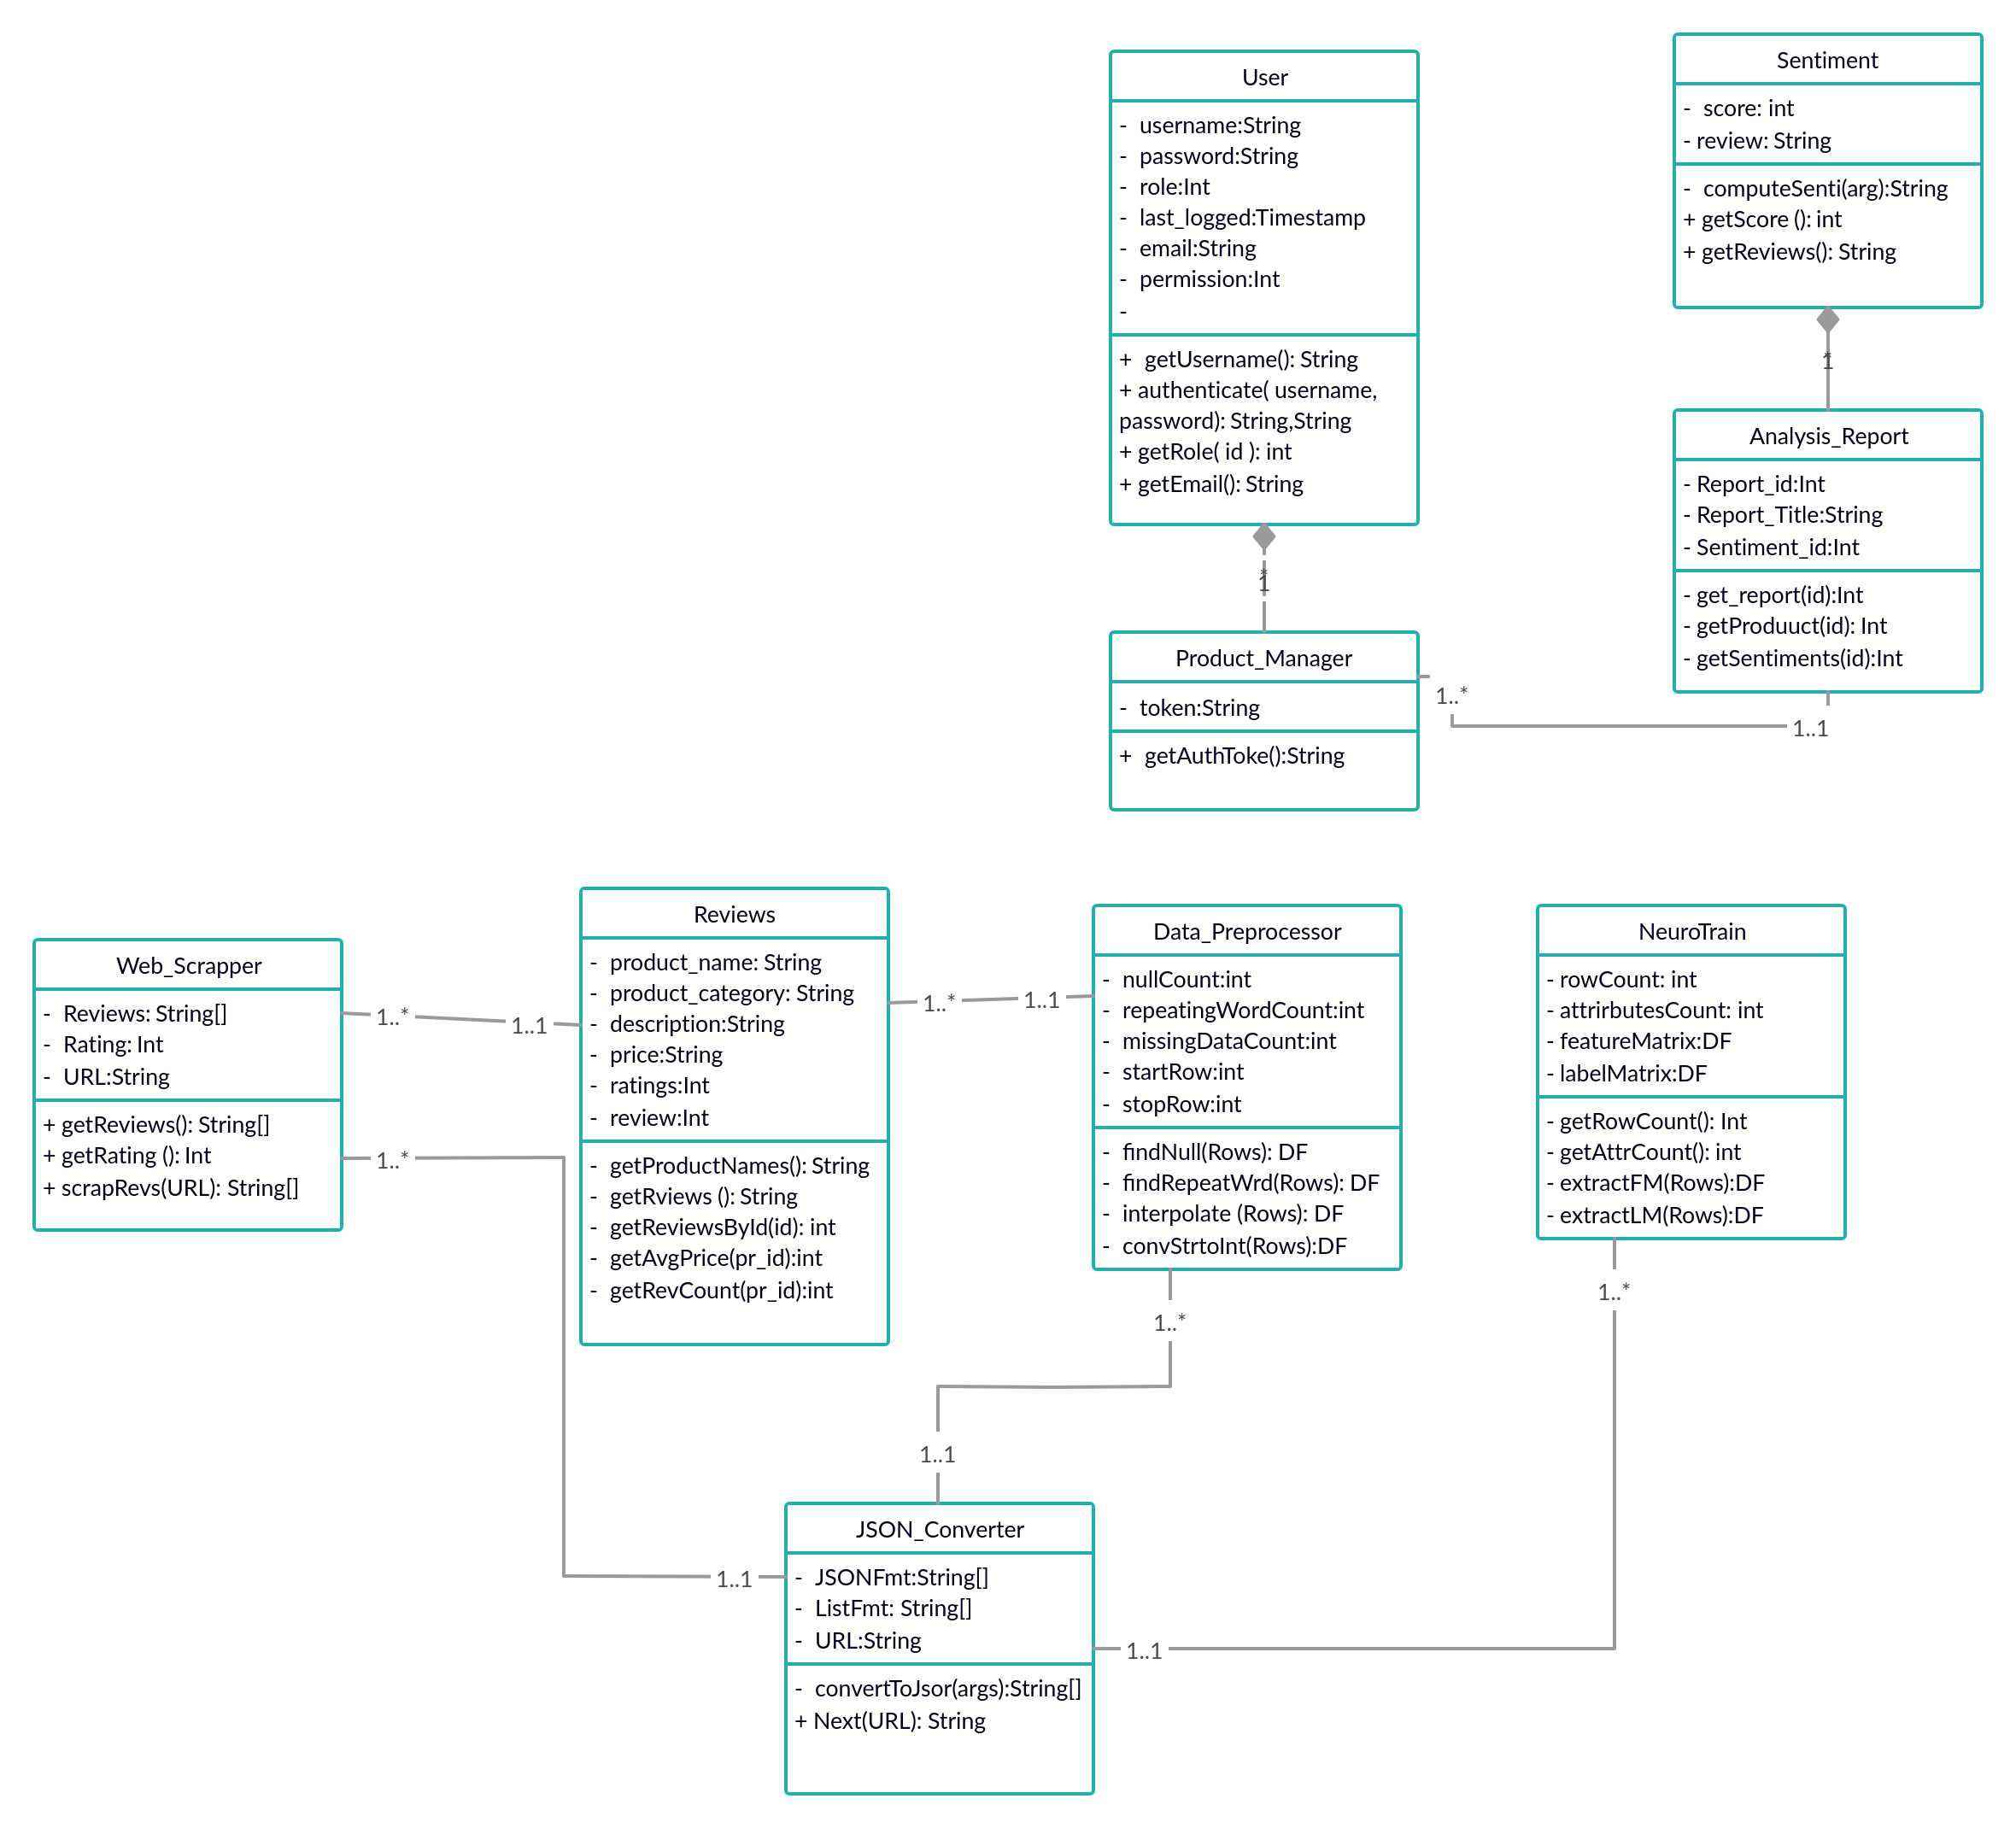 User
- username:String
- password:String
- role:Int
- last_logged:Timestamp
- email:String
- permission:Int
-
+ getUsername(): String
+ authenticate( username,
password): String,String
+ getRole( id ): int
+ getEmail(): String
Sentiment
- score: int
- review: String
- computeSenti(arg):String
+ getScore (): int
+ getReviews(): String
*
1
*
1
Analysis_Report
- Report_id:Int
- Report_Title:String
- Sentiment_id:Int
- get_report(id):Int
- getProduuct(id): Int
- getSentiments(id):Int
Product_Manager
- token:String
+ getAuthToke():String
1..*
1..1
Web_Scrapper
- Reviews: String[]
- Rating: Int
- URL:String
+ getReviews(): String[]
+ getRating (): Int
+ scrapRevs(URL): String[]
1..*
1..1
1..*
Reviews
- product_name: String
- product_category: String
- description:String
- price:String
- ratings:Int
- review:Int
- getProductNames(): String
- getRviews (): String
- getReviewsById(id): int
- getAvgPrice(pr_id):int
- getRevCount(pr_id):int
1..*
1..1
Data_Preprocessor
- nullCount:int
- repeatingWordCount:int
- missingDataCount:int
- startRow:int
- stopRow:int
- findNull(Rows): DF
- findRepeatWrd(Rows): DF
- interpolate (Rows): DF
- convStrtoInt(Rows):DF
NeuroTrain
- rowCount: int
- attrirbutesCount: int
- featureMatrix:DF
- labelMatrix:DF
- getRowCount(): Int
- getAttrCount(): int
- extractFM(Rows):DF
- extractLM(Rows):DF
1..*
1..*
1..1
1..1
JSON_Converter
- JSONFmt:String[]
- ListFmt: String[]
- URL:String
- convertToJsor(args):String[]
+ Next(URL): String
1..1